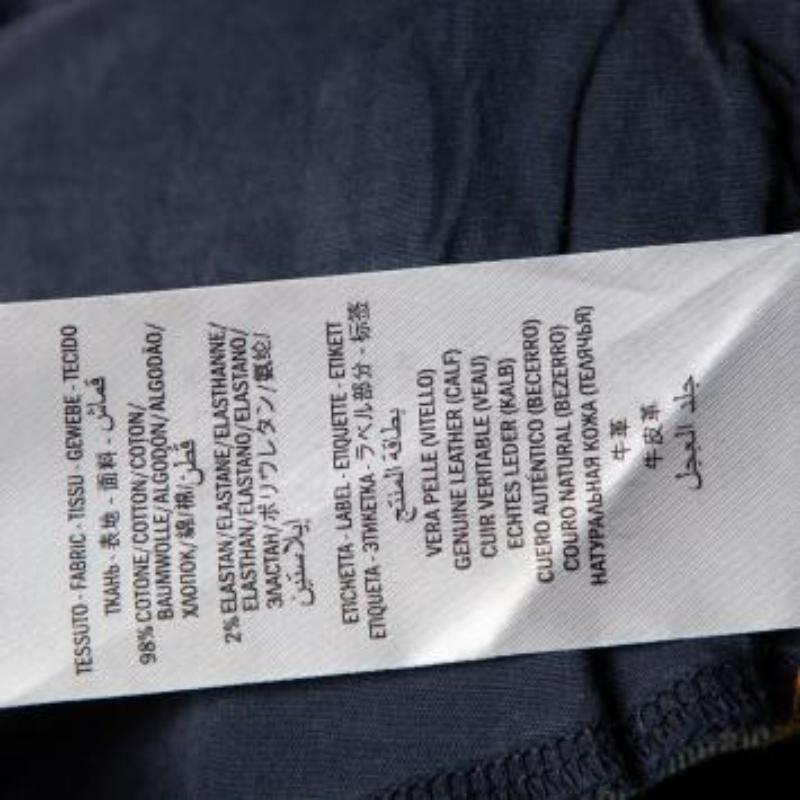 TESSUTO - FABRIC - TISSU - GEWEBE - TECIDO
ТКАНЬ - 表地 - 面料 - قماش
98% COTONE/COTTON/COTON/
BAUMWOLLE/ALGODÓN/ALGODÃO/
ХЛОПОК/綿/棉/قطن
2% ELASTAN/ELASTANE/ELASTHANNE/
ELASTHAN/ELASTANO/ELASTANO/
ЭЛАСТАН/ポリウレタン/氨纶/
إيلاستين
ETICHETTA - LABEL - ETIQUETTE - ETIKETT
ETIQUETA - ЭТИКЕТКА - ラベル部分 - 标签
بطاقة المنتج
VERA PELLE (VITELLO)
GENUINE LEATHER (CALF)
CUIR VERITABLE (VEAU)
ECHTES LEDER (KALB)
CUERO AUTÉNTICO (BECERRO)
COURO NATURAL (BEZERRO)
НАТУРАЛЬНАЯ КОЖА (ТЕЛЯЧЬЯ)
牛革
牛皮革
جلد العجل